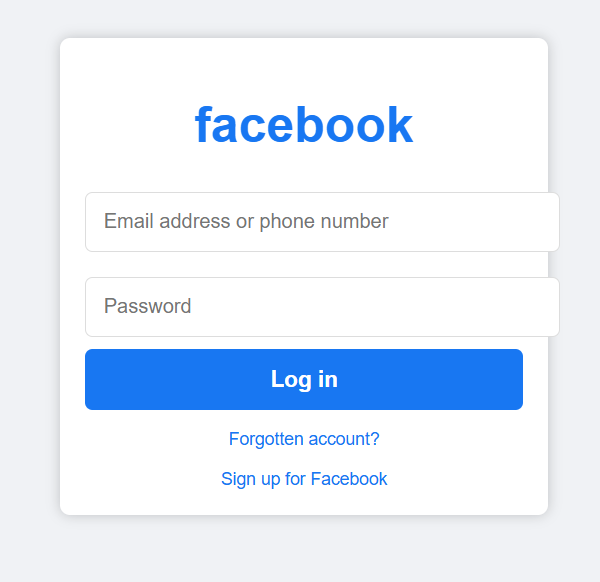 facebook
Email address or phone number
Password
Log in
Forgotten account?
Sign up for Facebook